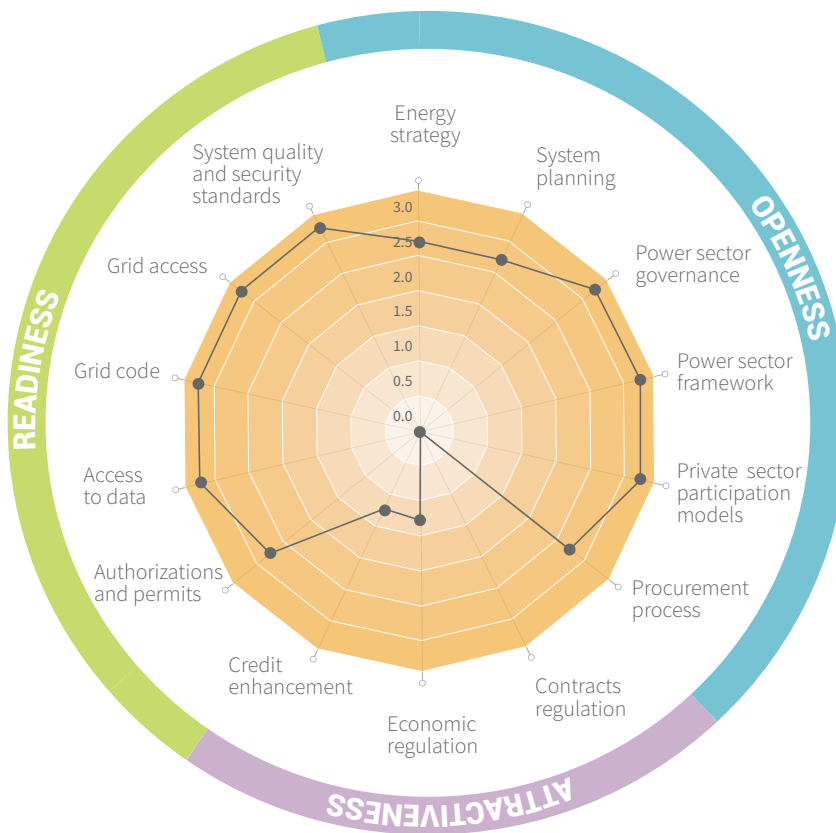 Energy
strategy
System
planning
Power sector
governance
Power sector
framework
Private sector
participation
models
Procurement
process
Contracts
regulation
Economic
regulation
Credit
enhancement
Authorizations
and permits
Access
to data
Grid code
Grid access
System quality
and security
standards
3.0
2.5
2.0
1.5
1.0
0.5
0.0
OPENNESS
ATTRACTIVENESS
READINESS